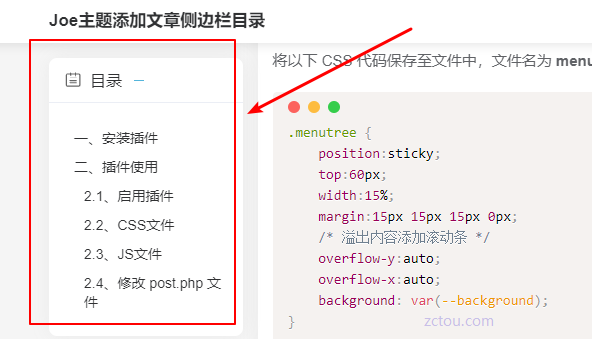 Joe主题添加文章侧边栏目录
目录
一、安装插件
二、插件使用
2.1、启用插件
2.2、CSS文件
2.3、JS文件
2.4、修改 post.php 文
件
将以下 CSS 代码保存至文件中，文件名为 menu
.menutree {
position:sticky;
top:60px;
width:15%;
margin:15px 15px 15px 0px;
/* 溢出内容添加滚动条 */
overflow-y:auto;
overflow-x:auto;
background: var(--background);
}
zctou.com